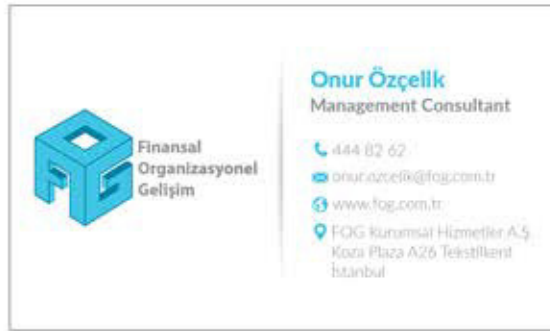 FOG
Finansal
Organizasyonel
Gelişim
Onur Özçelik
Management Consultant
444 82 62
onur.ozcelik@fog.com.tr
www.fog.com.tr
FOG Kurumsal Hizmetler A.Ş.
Koza Plaza A26 Tekstilkent
İstanbul